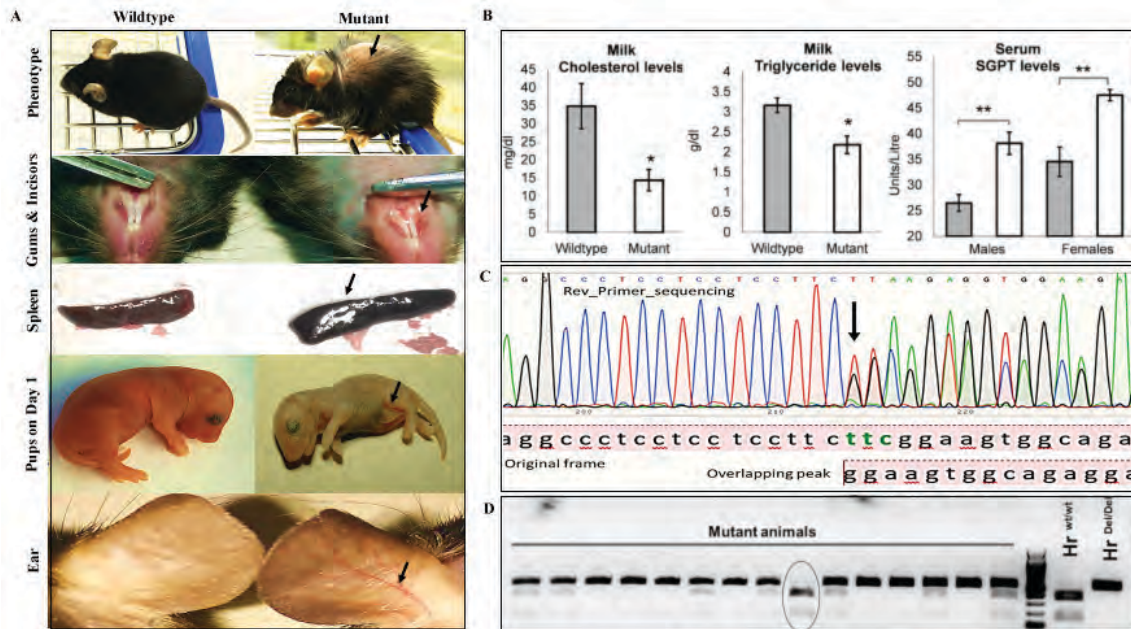 A
Wildtype
Mutant
Phenotype
Gums & Incisors
Spleen
Pups on Day 1
Ear
B
Milk
Cholesterol levels
mg/dl
45
40
35
30
25
20
15
10
5
0
*
Wildtype
Mutant
Milk
Triglyceride levels
g/dl
4
3.5
3
2.5
2
1.5
1
0.5
0
*
Wildtype
Mutant
Serum
SGPT levels
Units/Litre
55
50
45
40
35
30
25
20
**
**
Males
Females
C
A G G C C C T C C T C C T C C T T C T T A A G A G G T G G A A G A
Rev_Primer_sequencing
200
210
220
aggccctcctcctccttcttcggaagtggcaga
Original frame
Overlapping peak
ggaagtggcagagga
D
Mutant animals
Hr wt/wt
Hr Del/Del